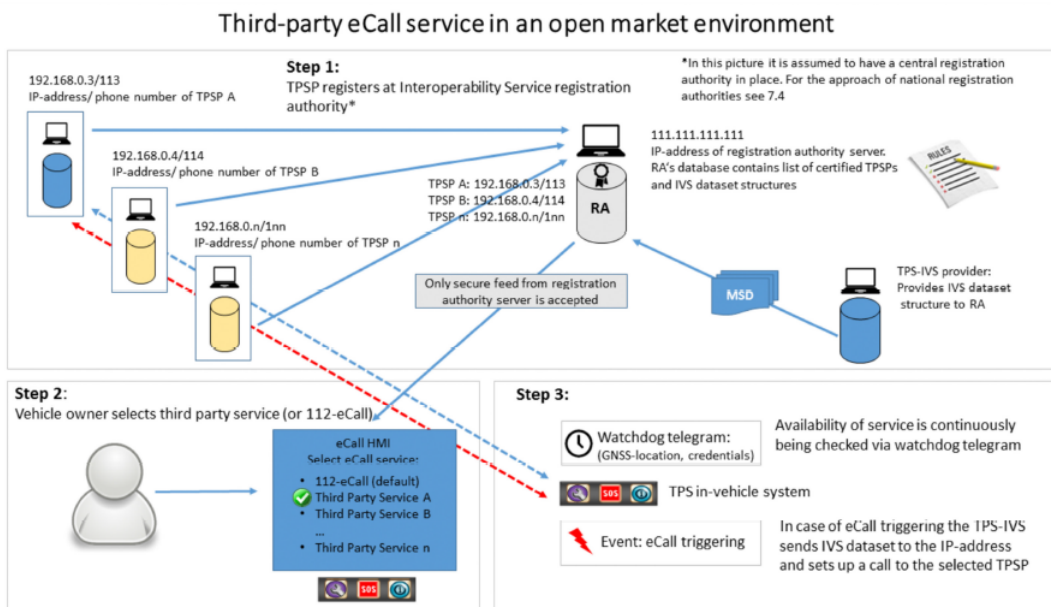 Third-party eCall service in an open market environment
192.168.0.3/113
IP-address/ phone number of TPSP A
Step 1:
TPSP registers at Interoperability Service registration
authority*
*In this picture it is assumed to have a central registration
authority in place. For the approach of national registration
authorities see 7.4
192.168.0.4/114
IP-address/ phone number of TPSP B
111.111.111.111
IP-address of registration authority server.
RA's database contains list of certified TPSPs
and IVS dataset structures
RULES
TPSP A: 192.168.0.3/113
TPSP B: 192.168.0.4/114
TPSP n: 192.168.0.n/1nn
RA
192.168.0.n/1nn
IP-address/ phone number of TPSP n
Only secure feed from registration
authority server is accepted
MSD
TPS-IVS provider:
Provides IVS dataset
structure to RA
Step 2:
Vehicle owner selects third party service (or 112-eCall)
eCall HMI
Select eCall service:
• 112-eCall (default)
Third Party Service A
• Third Party Service B
...
• Third Party Service n
SOS
Step 3:
Watchdog telegram:
(GNSS-location, credentials)
Availability of service is continuously
being checked via watchdog telegram
SOS
TPS in-vehicle system
Event: eCall triggering
In case of eCall triggering the TPS-IVS
sends IVS dataset to the IP-address
and sets up a call to the selected TPSP